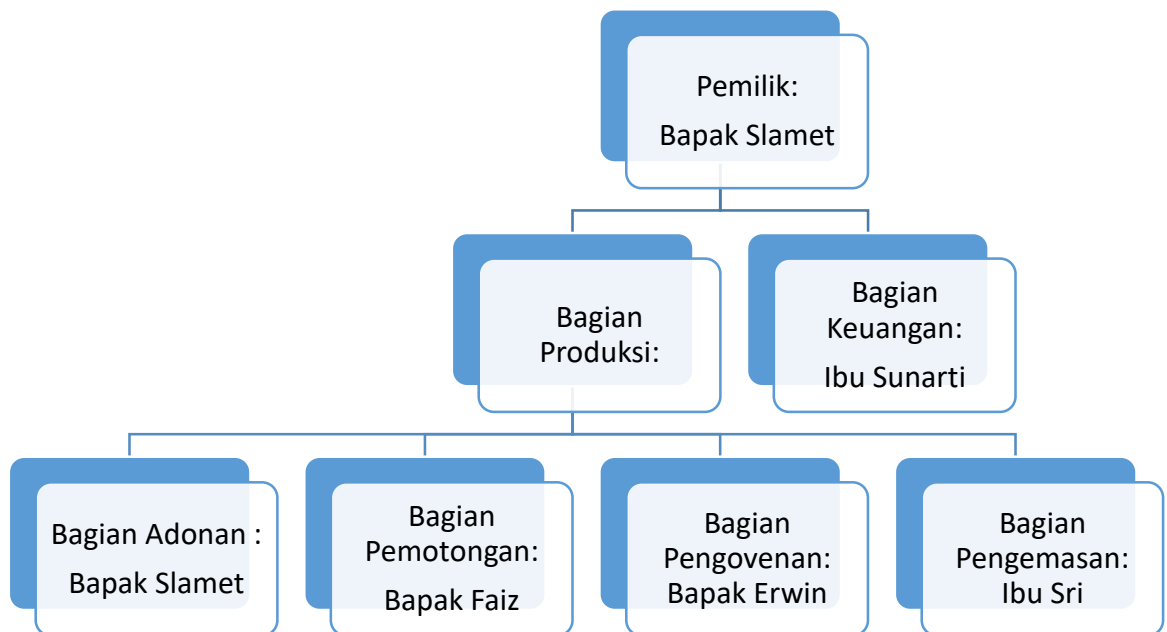 Pemilik:
Bapak Slamet
Bagian
Produksi:
Bagian
Keuangan:
Ibu Sunarti
Bagian Adonan :
Bapak Slamet
Bagian
Pemotongan:
Bapak Faiz
Bagian
Pengovenan:
Bapak Erwin
Bagian
Pengemasan:
Ibu Sri